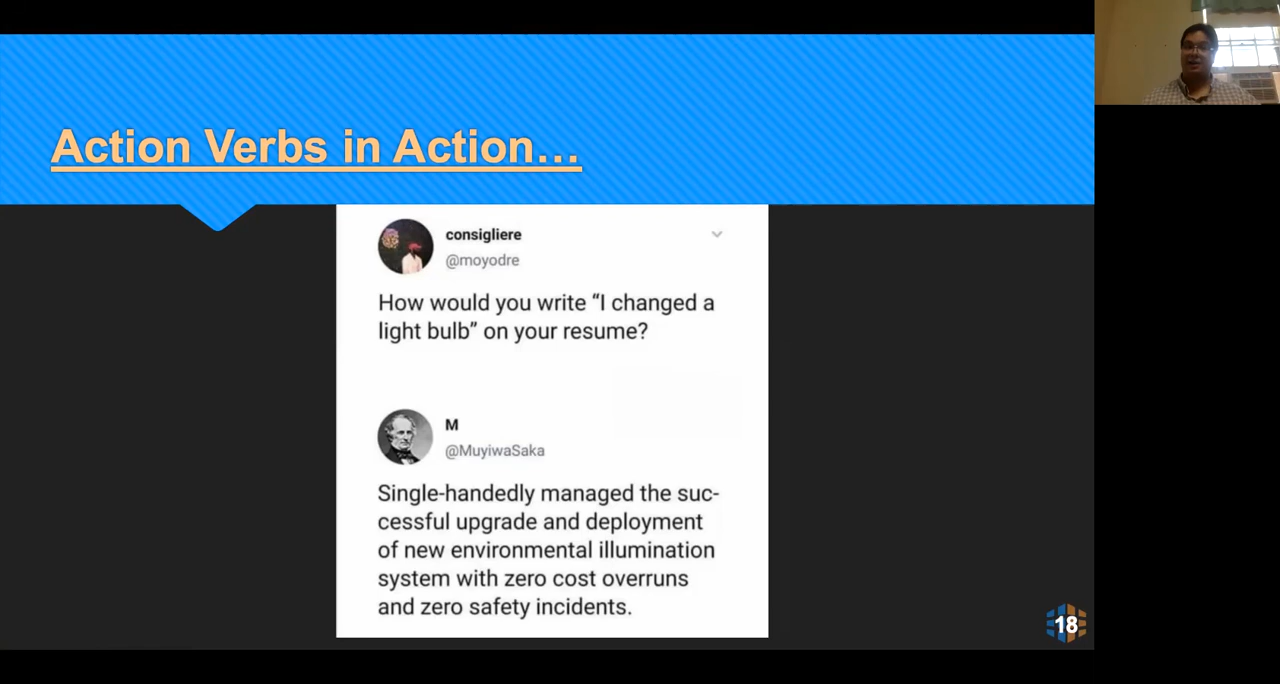 Action Verbs in Action…
consigliere
@moyodre
How would you write “I changed a
light bulb” on your resume?
M
@MuyiwaSaka
Single-handedly managed the suc-
cessful upgrade and deployment
of new environmental illumination
system with zero cost overruns
and zero safety incidents.
18